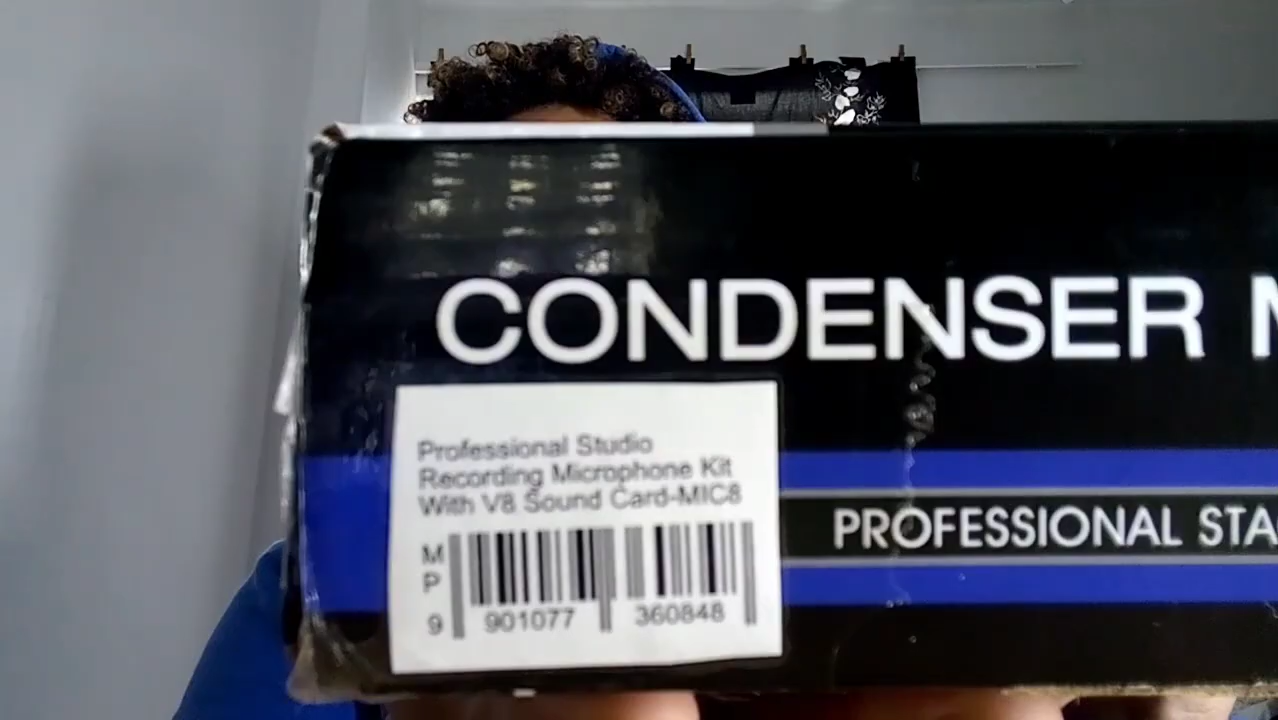 CONDENSER M
Professional Studio
Recording Microphone Kit
With V8 Sound Card-MIC8
M
P
9 901077 360848
PROFESSIONAL STA